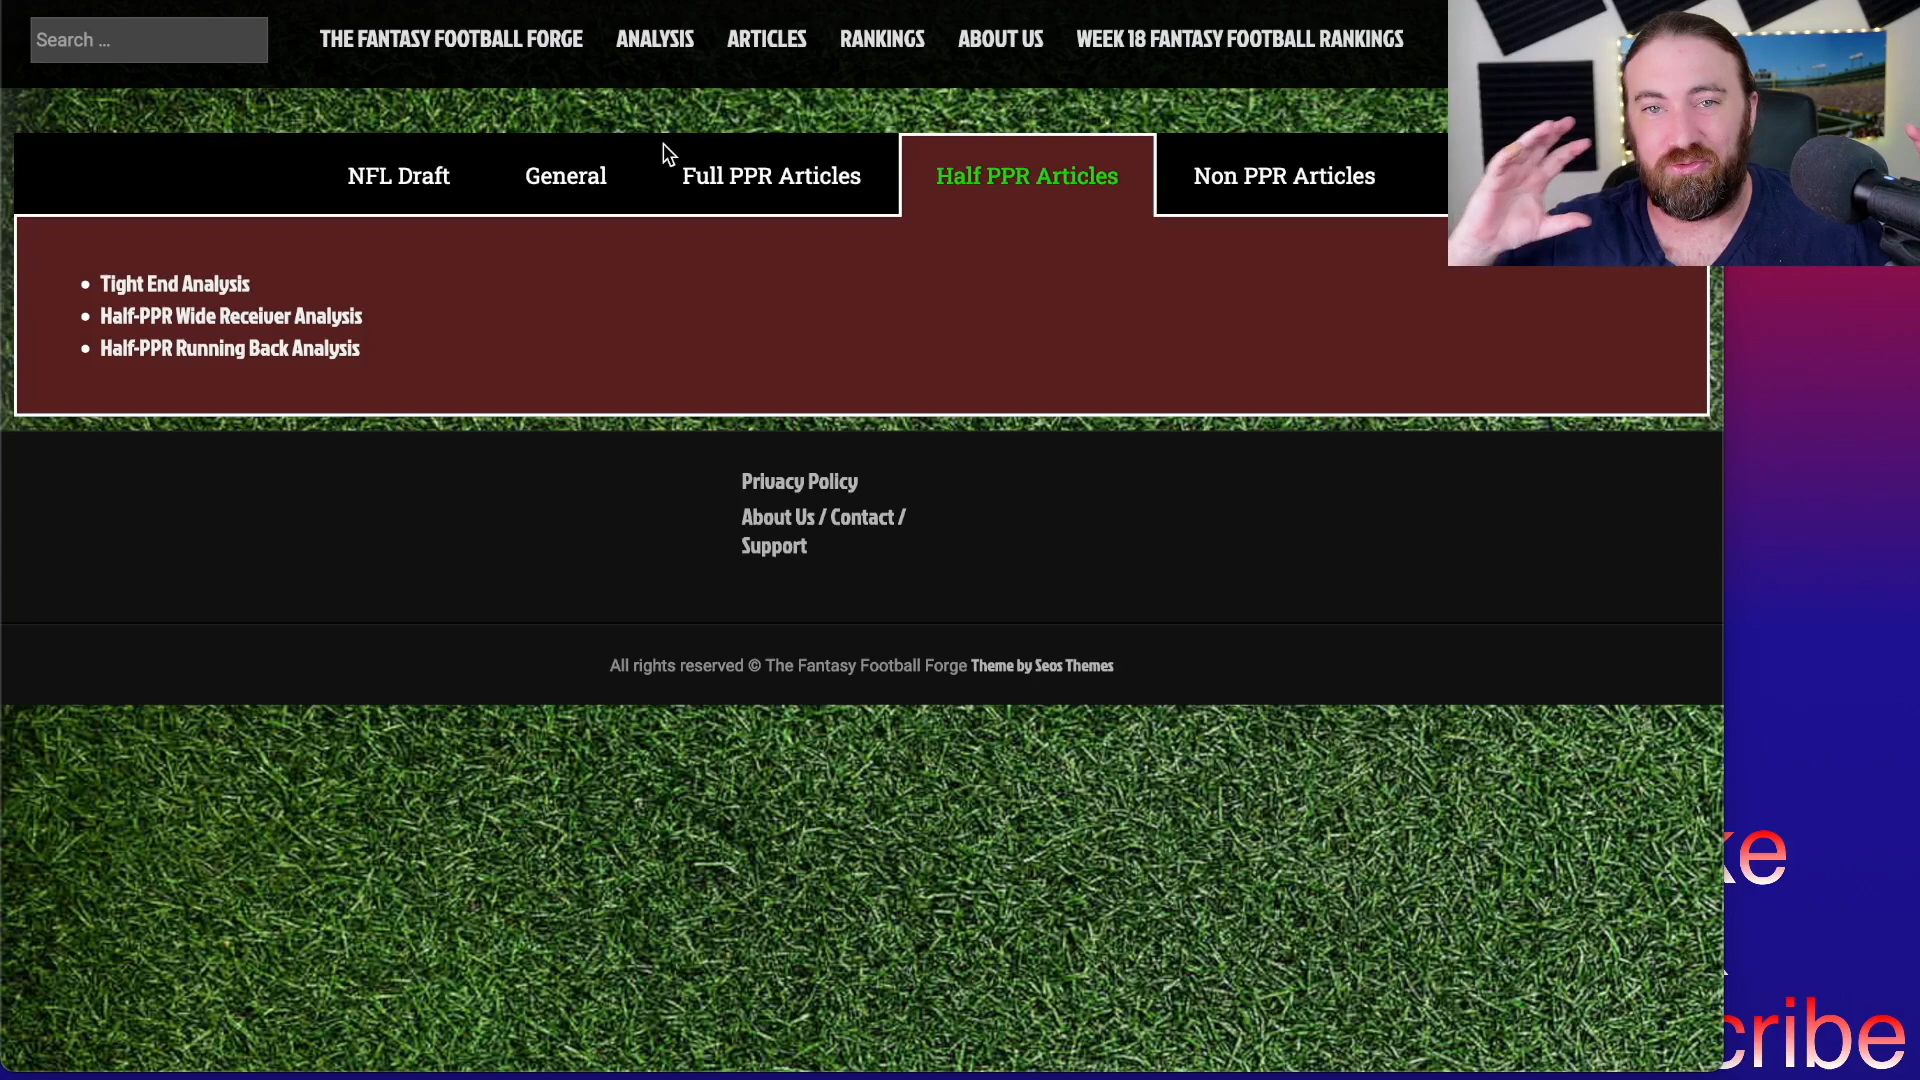 Search ...
THE FANTASY FOOTBALL FORGE ANALYSIS ARTICLES RANKINGS ABOUT US WEEK 18 FANTASY FOOTBALL RANKINGS
NFL Draft General Full PPR Articles Half PPR Articles Non PPR Articles
Tight End Analysis
Half-PPR Wide Receiver Analysis
Half-PPR Running Back Analysis
Privacy Policy
About Us / Contact /
Support
All rights reserved © The Fantasy Football Forge Theme by Seos Themes
ke
cribe